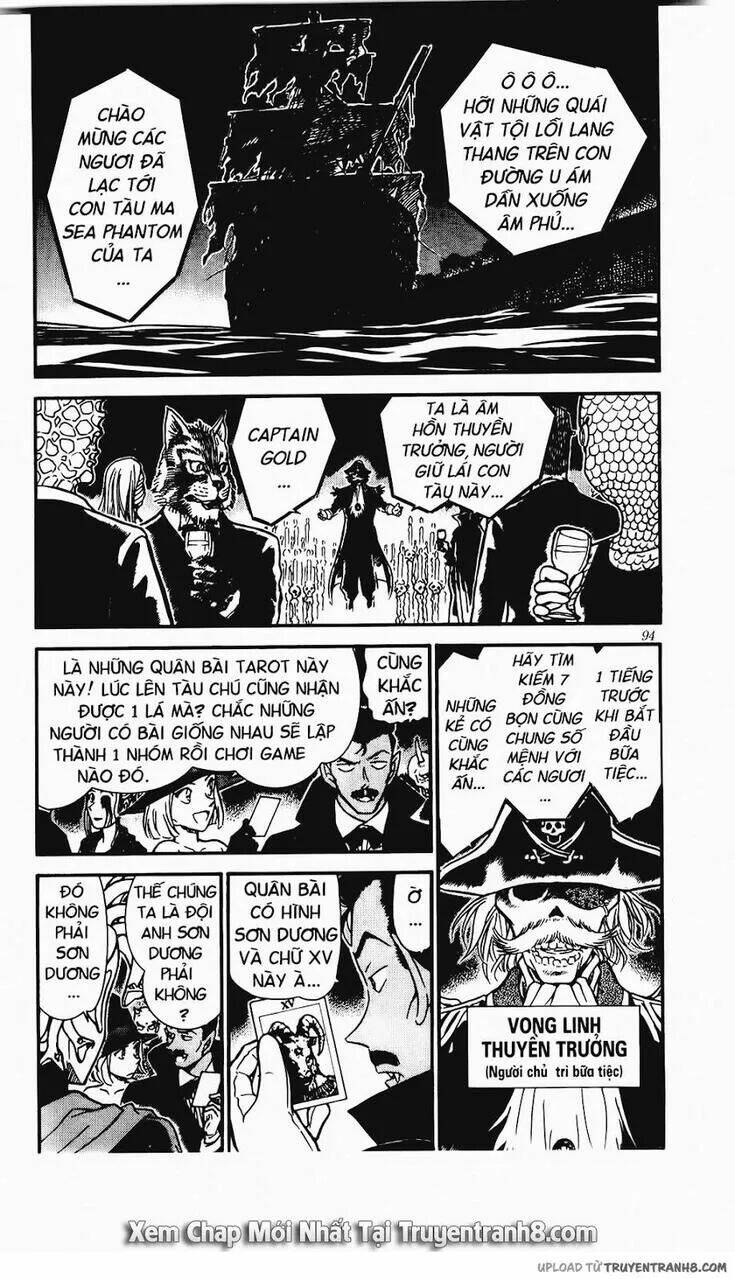 Ô Ô Ô...
HỠI NHỮNG QUÁI
VẬT TỘI LỖI LANG
THANG TRÊN CON
ĐƯỜNG U ÁM
DẪN XUỐNG
ÂM PHỦ...
CHÀO
MỪNG CÁC
NGƯƠI ĐÃ
LẠC TỚI
CON TÀU MA
SEA PHANTOM
CỦA TA
...
TA LÀ ÂM
HỒN THUYỀN
TRƯỞNG, NGƯỜI
GIỮ LÁI CON
TÀU NÀY...
CAPTAIN
GOLD
...
94
1 TIẾNG
TRƯỚC
KHI BẮT
ĐẦU
BỮA
TIỆC...
HÃY TÌM
KIẾM 7
ĐỒNG
BỌN CÙNG
CHUNG SỐ
MỆNH VỚI
CÁC NGƯƠI
...
NHỮNG
KẺ CÓ
CÙNG
KHẮC
ẤN...
VONG LINH
THUYỀN TRƯỞNG
(Người chủ trì bữa tiệc)
CÙNG
KHẮC
ẤN?
LÀ NHỮNG QUÂN BÀI TAROT NÀY
NÀY! LÚC LÊN TÀU CHÚ CŨNG NHẬN
ĐƯỢC 1 LÁ MÀ? CHẮC NHỮNG
NGƯỜI CÓ BÀI GIỐNG NHAU SẼ LẬP
THÀNH 1 NHÓM RỒI CHƠI GAME
NÀO ĐÓ.
Ờ
...
QUÂN BÀI
CÓ HÌNH
SƠN DƯƠNG
VÀ CHỮ XV
NÀY À...
XV
THẾ CHÚNG
TA LÀ ĐỘI
ANH SƠN
DƯƠNG
PHẢI
KHÔNG
?
ĐÓ
KHÔNG
PHẢI
SƠN
DƯƠNG
...
Xem Chap Mới Nhất Tại Truyentranh8.com
UPLOAD TỪ TRUYENTRANH8.COM